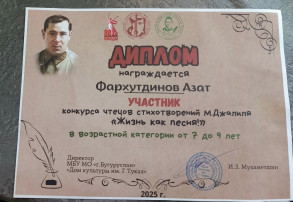 ДИПЛОМ
награждается
Фархутдинов Азат
УЧАСТНИК
конкурса чтецов стихотворений М.Джалиля
«Жизнь как песня!»
в возрастной категории от 7 до 9 лет
Директор
МБУ МО «г.Бугуруслан»
«Дом культуры им. Г. Тукая»
И.З. Мухаметдин
2025 г.